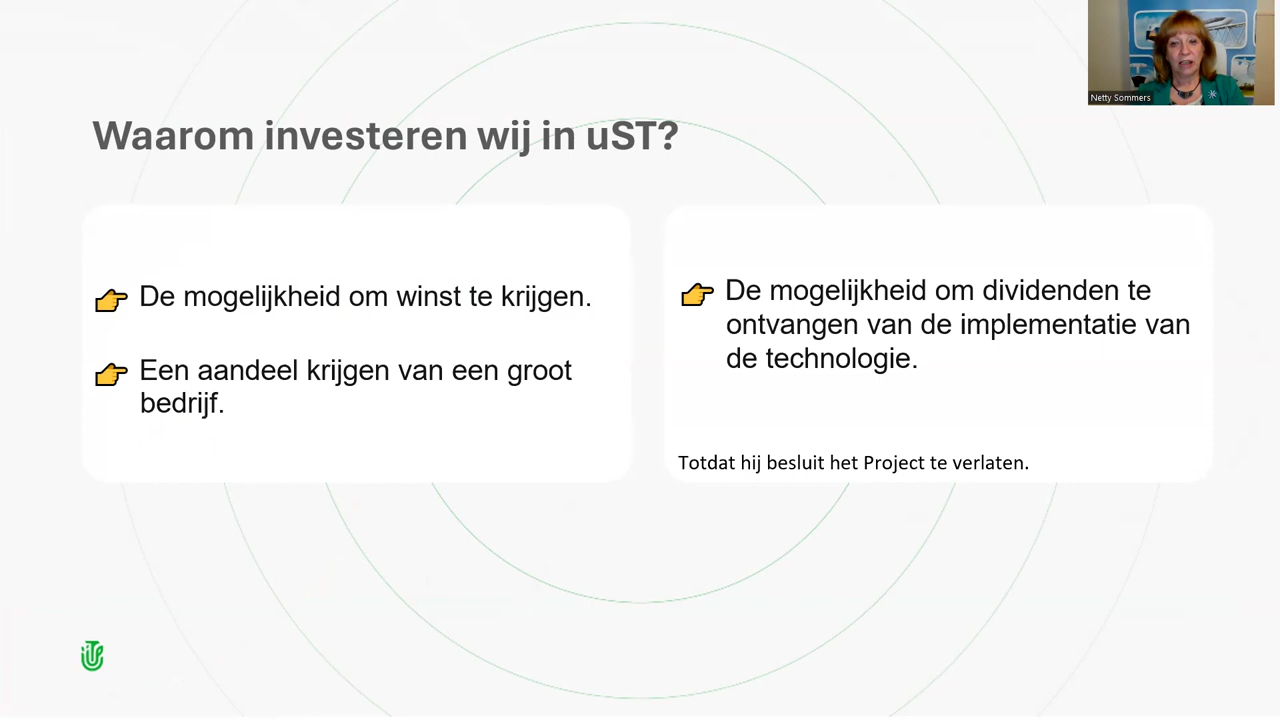 Netty Sommers
Waarom investeren wij in uST?
De mogelijkheid om winst te krijgen.
Een aandeel krijgen van een groot
bedrijf.
De mogelijkheid om dividenden te
ontvangen van de implementatie van
de technologie.
Totdat hij besluit het Project te verlaten.